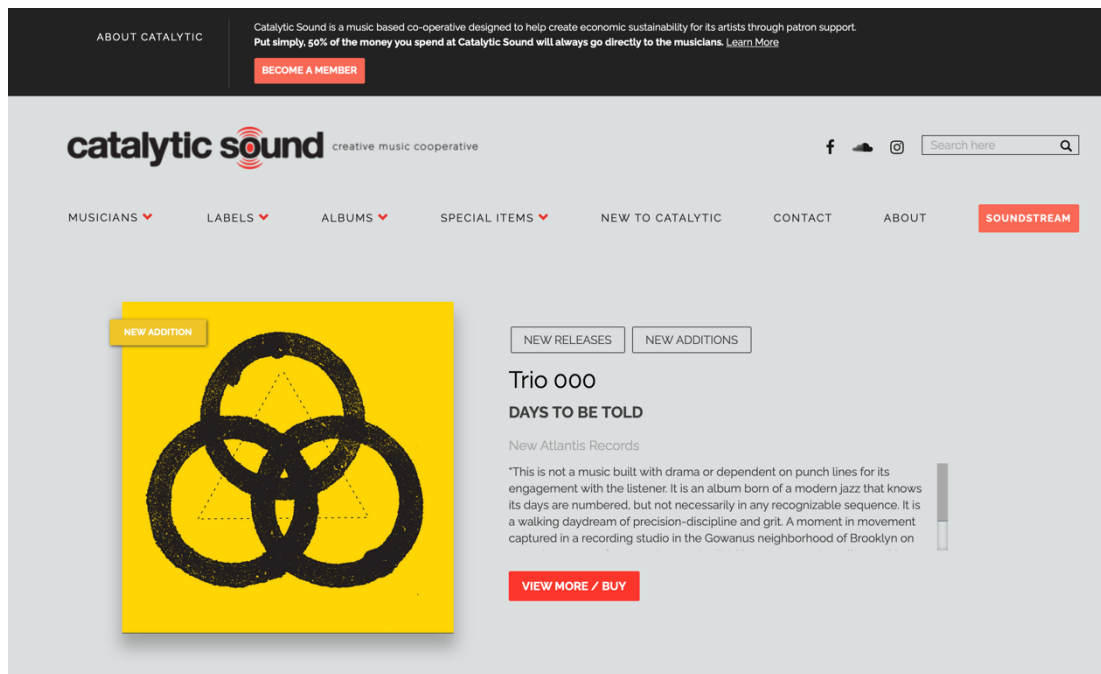 ABOUT CATALYTIC
Catalytic Sound is a music based co-operative designed to help create economic sustainability for its artists through patron support.
Put simply, 50% of the money you spend at Catalytic Sound will always go directly to the musicians. Learn More
BECOME A MEMBER
catalytic sound creative music cooperative
Search here
MUSICIANS LABELS ALBUMS SPECIAL ITEMS NEW TO CATALYTIC CONTACT ABOUT SOUNDSTREAM
NEW ADDITION
NEW RELEASES NEW ADDITIONS
Trio 000
DAYS TO BE TOLD
New Atlantis Records
"This is not a music built with drama or dependent on punch lines for its
engagement with the listener. It is an album born of a modern jazz that knows
its days are numbered, but not necessarily in any recognizable sequence. It is
a walking daydream of precision-discipline and grit. A moment in movement
captured in a recording studio in the Gowanus neighborhood of Brooklyn on
VIEW MORE / BUY